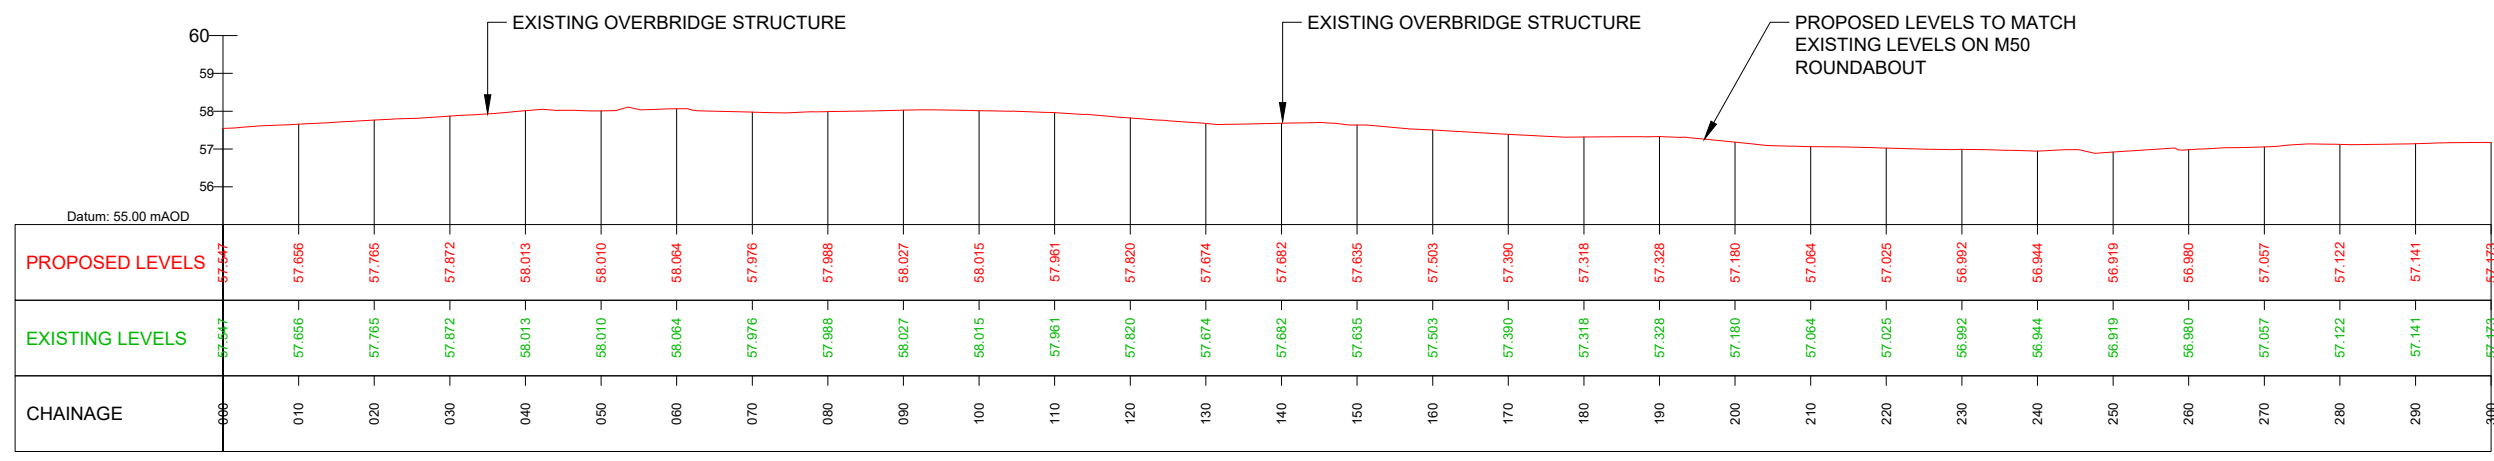 EXISTING OVERBRIDGE STRUCTURE
EXISTING OVERBRIDGE STRUCTURE
PROPOSED LEVELS TO MATCH
EXISTING LEVELS ON M50
ROUNDABOUT
60
59
58
57
56
Datum: 55.00 mAOD
PROPOSED LEVELS 57.547 57.656 57.765 57.872 58.013 58.010 58.064 57.976 57.988 58.027 58.015 57.961 57.820 57.674 57.682 57.635 57.503 57.390 57.318 57.328 57.180 57.064 57.025 56.992 56.944 56.919 56.980 57.057 57.122 57.141 57.173
EXISTING LEVELS 57.547 57.656 57.765 57.872 58.013 58.010 58.064 57.976 57.988 58.027 58.015 57.961 57.820 57.674 57.682 57.635 57.503 57.390 57.318 57.328 57.180 57.064 57.025 56.992 56.944 56.919 56.980 57.057 57.122 57.141 57.173
CHAINAGE 000 010 020 030 040 050 060 070 080 090 100 110 120 130 140 150 160 170 180 190 200 210 220 230 240 250 260 270 280 290 300